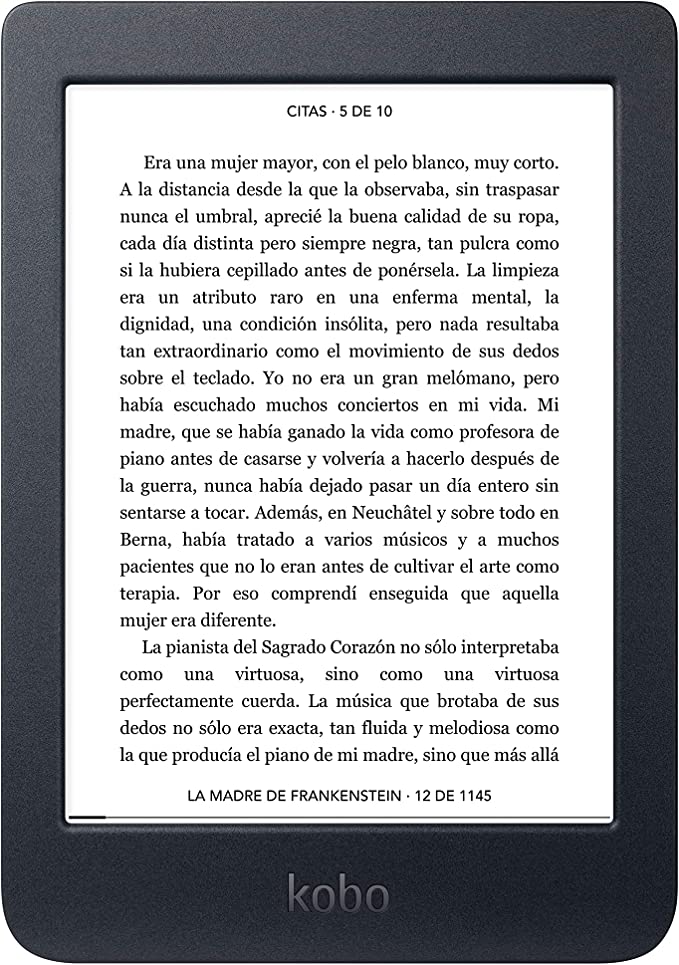 CITAS · 5 DE 10
Era una mujer mayor, con el pelo blanco, muy corto.
A la distancia desde la que la observaba, sin traspasar
nunca el umbral, aprecié la buena calidad de su ropa,
cada día distinta pero siempre negra, tan pulcra como
si la hubiera cepillado antes de ponérsela. La limpieza
era un atributo raro en una enferma mental, la
dignidad, una condición insólita, pero nada resultaba
tan extraordinario como el movimiento de sus dedos
sobre el teclado. Yo no era un gran melómano, pero
había escuchado muchos conciertos en mi vida. Mi
madre, que se había ganado la vida como profesora de
piano antes de casarse y volvería a hacerlo después de
la guerra, nunca había dejado pasar un día entero sin
sentarse a tocar. Además, en Neuchâtel y sobre todo en
Berna, había tratado a varios músicos y a muchos
pacientes que no lo eran antes de cultivar el arte como
terapia. Por eso comprendí enseguida que aquella
mujer era diferente.
La pianista del Sagrado Corazón no sólo interpretaba
como una virtuosa, sino como una virtuosa
perfectamente cuerda. La música que brotaba de sus
dedos no sólo era exacta, tan fluida y melodiosa como
la que producía el piano de mi madre, sino que más allá
LA MADRE DE FRANKENSTEIN · 12 DE 1145
kobo